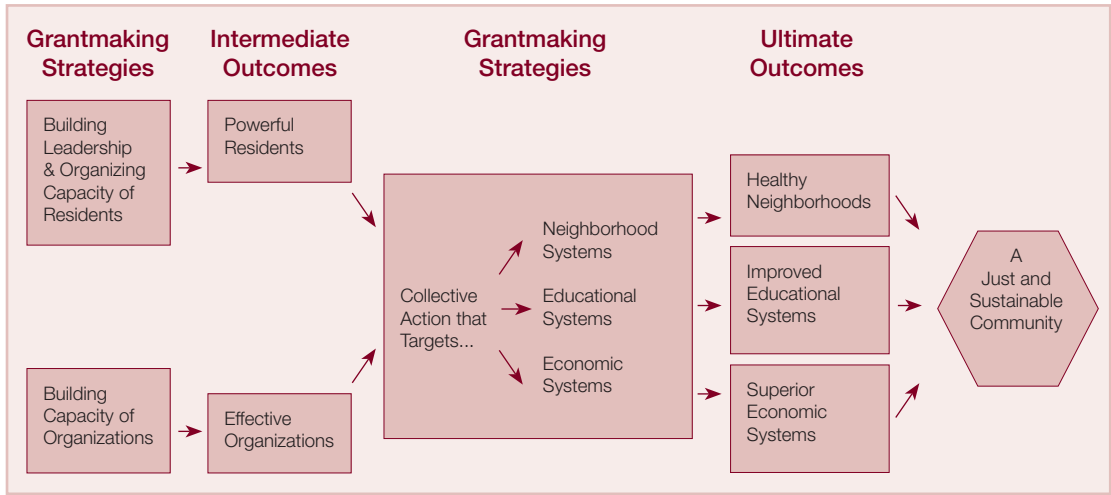 Grantmaking
Strategies
Intermediate
Outcomes
Grantmaking
Strategies
Ultimate
Outcomes
Building
Leadership
& Organizing
Capacity of
Residents
Powerful
Residents
Building
Capacity of
Organizations
Effective
Organizations
Collective
Action that
Targets...
Neighborhood
Systems
Educational
Systems
Economic
Systems
Healthy
Neighborhoods
Improved
Educational
Systems
Superior
Economic
Systems
A
Just and
Sustainable
Community